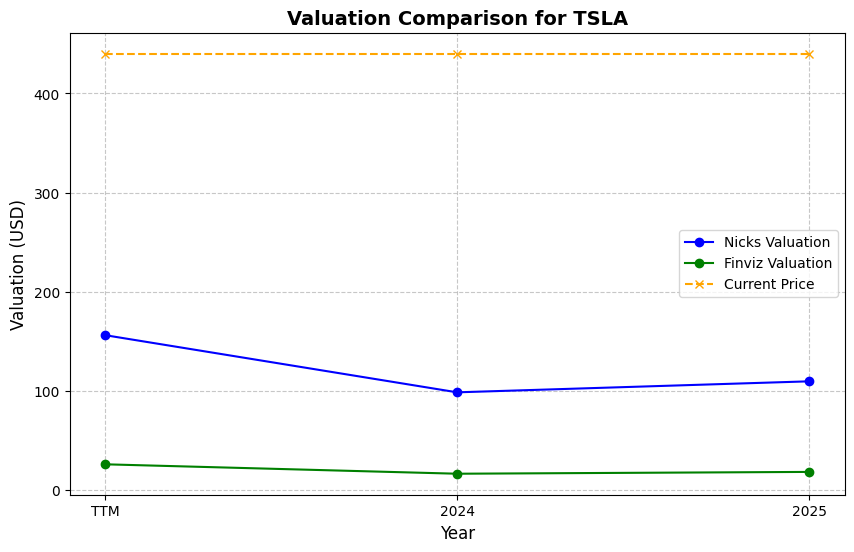 Valuation Comparison for TSLA
Valuation (USD)
400
300
200
100
0
Nicks Valuation
Finviz Valuation
Current Price
TTM
2024
2025
Year